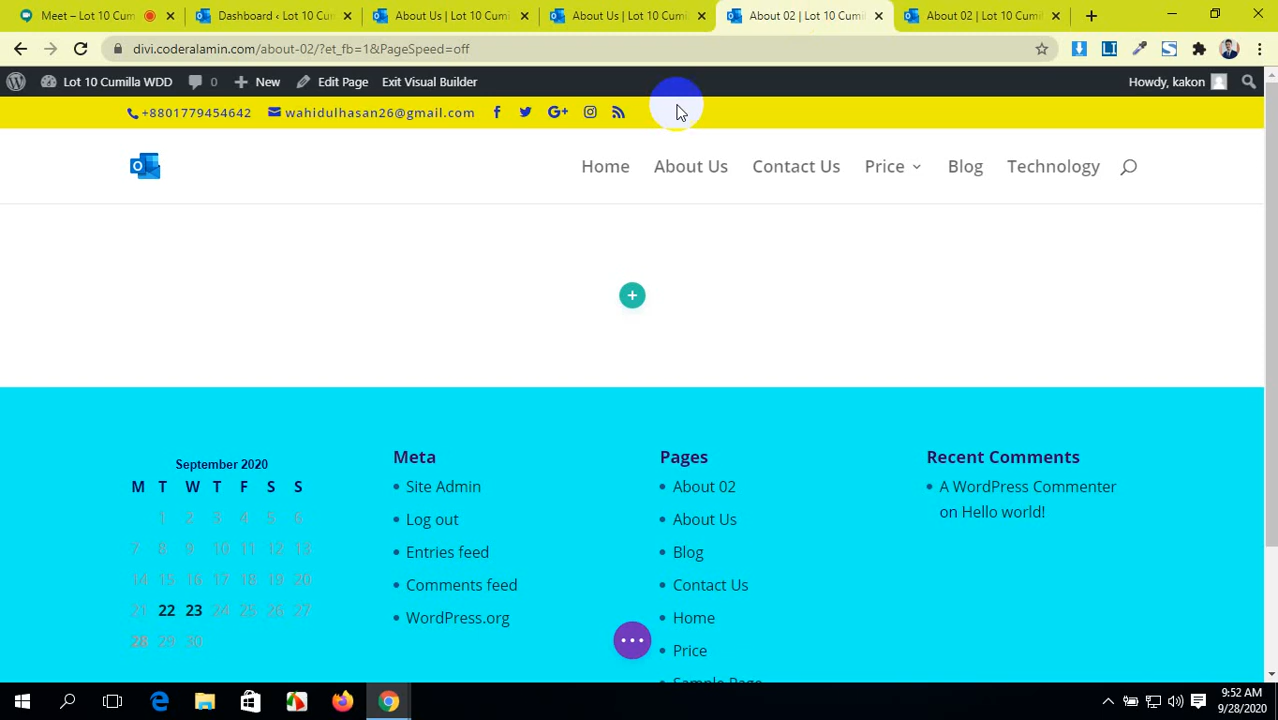 Meet – Lot 10 Cum
Dashboard ‹ Lot 10 Cu
About Us | Lot 10 Cumil
About Us | Lot 10 Cumil
About 02 | Lot 10 Cumil
About 02 | Lot 10 Cumil
divi.coderalamin.com/about-02/?et_fb=1&PageSpeed=off
Lot 10 Cumilla WDD
0
New
Edit Page
Exit Visual Builder
Howdy, kakon
+8801779454642
wahidulhasan26@gmail.com
Home
About Us
Contact Us
Price
Blog
Technology
September 2020
M T W T F S S
1 2 3 4 5 6
7 8 9 10 11 12 13
14 15 16 17 18 19 20
21 22 23 24 25 26 27
28 29 30
Meta
Site Admin
Log out
Entries feed
Comments feed
WordPress.org
Pages
About 02
About Us
Blog
Contact Us
Home
Price
Sample Page
Recent Comments
A WordPress Commenter
on Hello world!
9:52 AM
9/28/2020